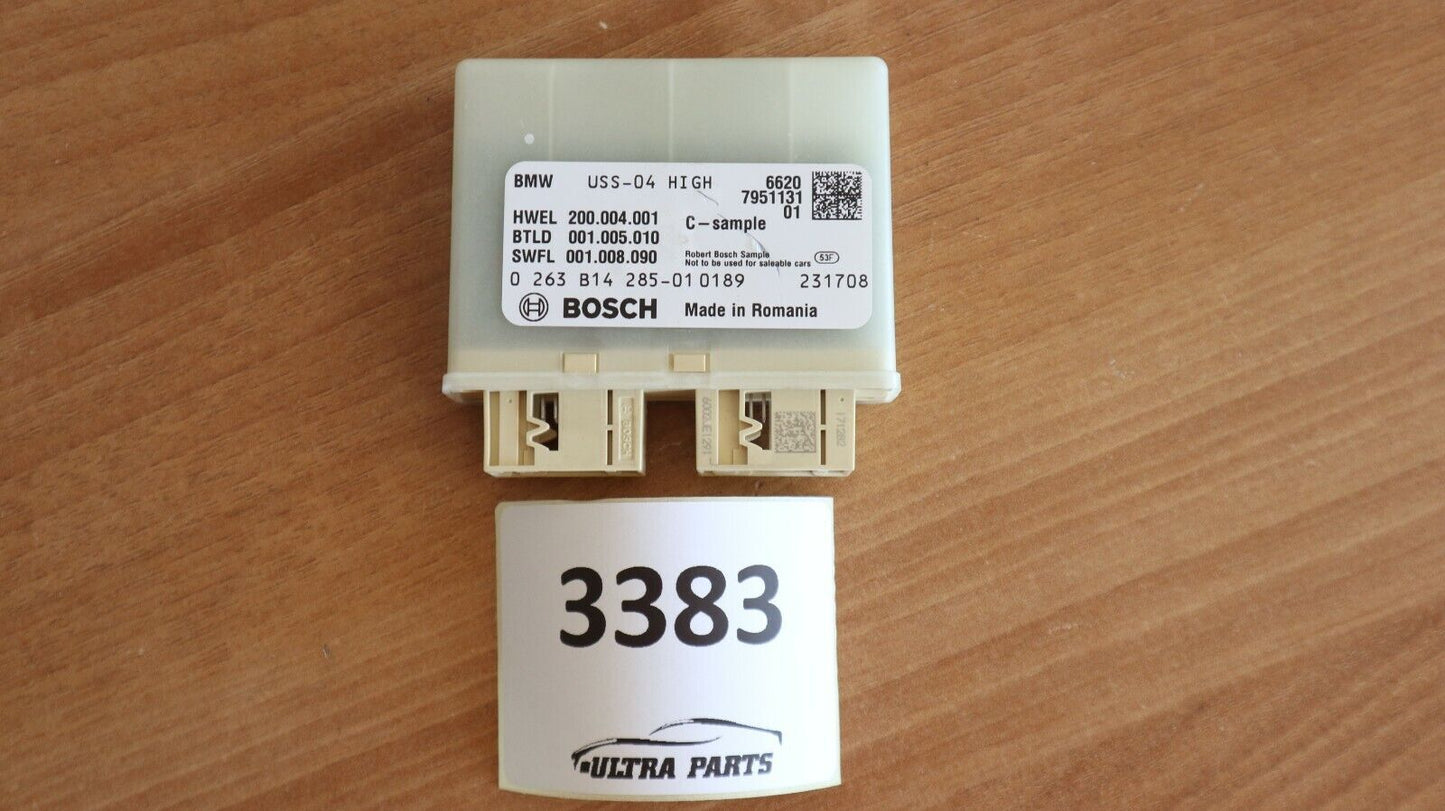 BMW USS-04 HIGH 6620
7951131
01
HWEL 200.004.001 C-sample
BTLD 001.005.010
SWFL 001.008.090
Robert Bosch Sample
Not to be used for saleable cars 53F
0 263 B14 285-01 0189 231708
BOSCH Made in Romania
171282
3383
ULTRA PARTS